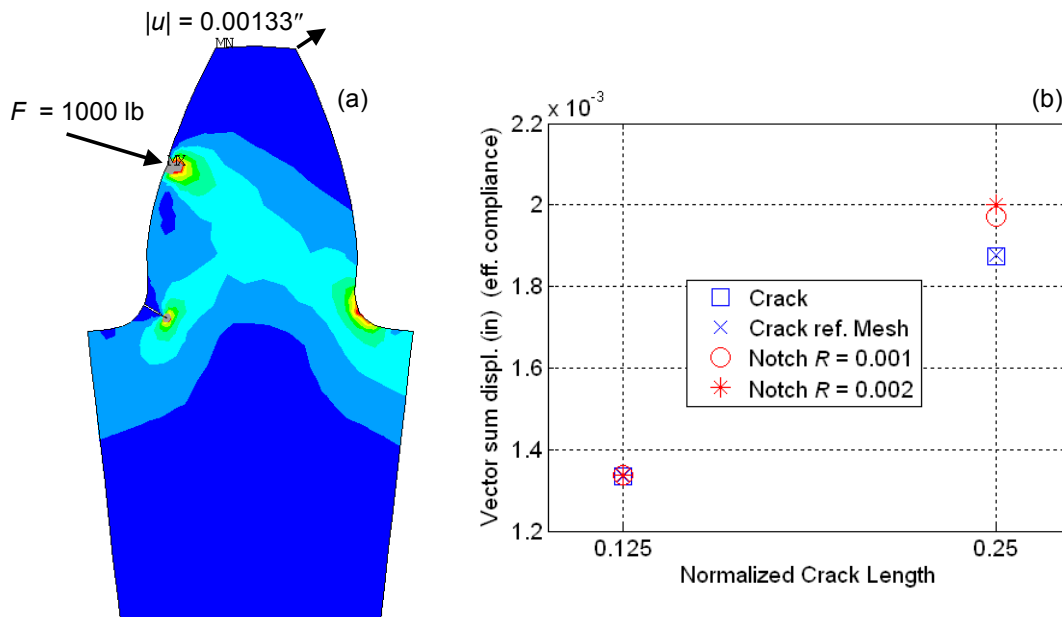 |u| = 0.00133″
MN
(a)
F = 1000 lb
MX
(b)
× 10⁻³
2.2
2
1.8
1.6
1.4
1.2
Vector sum displ. (in) (eff. compliance)
Crack
Crack ref. Mesh
Notch R = 0.001
Notch R = 0.002
0.125
0.25
Normalized Crack Length